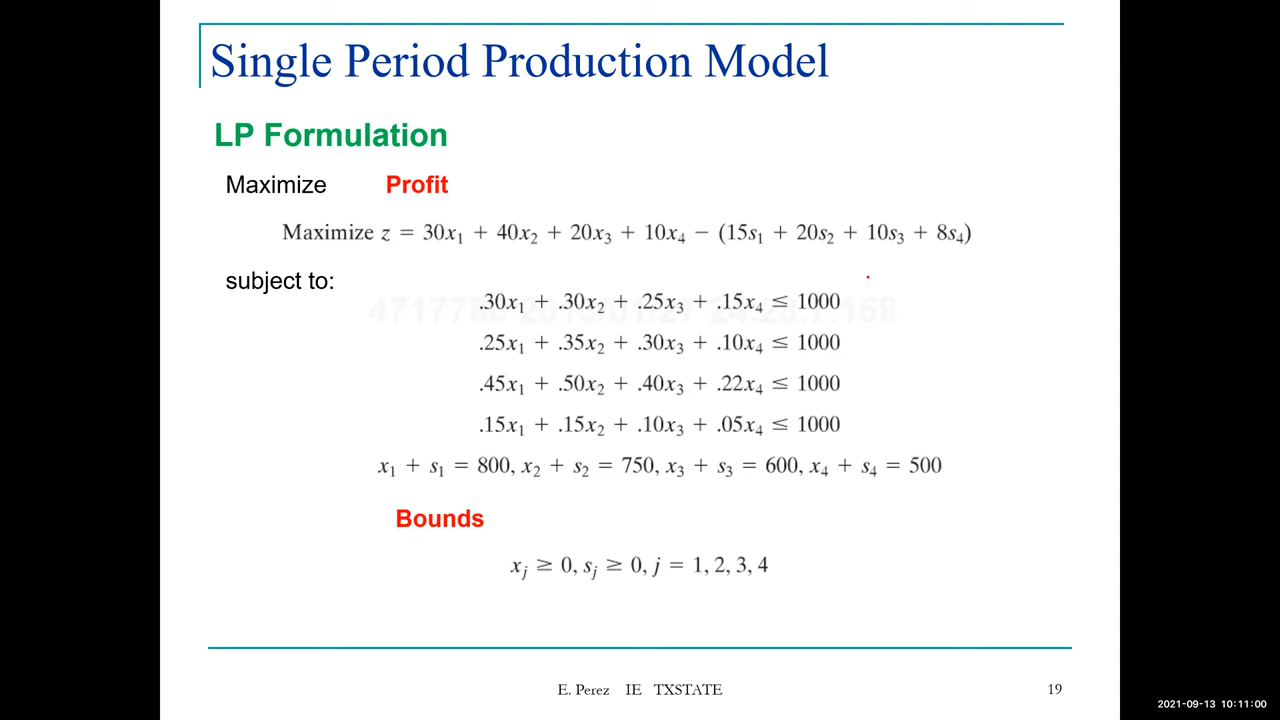 Single Period Production Model
LP Formulation
Maximize Profit
Maximize z = 30x₁ + 40x₂ + 20x₃ + 10x₄ − (15s₁ + 20s₂ + 10s₃ + 8s₄)
subject to:
.30x₁ + .30x₂ + .25x₃ + .15x₄ ≤ 1000
.25x₁ + .35x₂ + .30x₃ + .10x₄ ≤ 1000
.45x₁ + .50x₂ + .40x₃ + .22x₄ ≤ 1000
.15x₁ + .15x₂ + .10x₃ + .05x₄ ≤ 1000
x₁ + s₁ = 800, x₂ + s₂ = 750, x₃ + s₃ = 600, x₄ + s₄ = 500
Bounds
xⱼ ≥ 0, sⱼ ≥ 0, j = 1, 2, 3, 4
E. Perez IE TXSTATE 19
2021-09-13 10:11:00